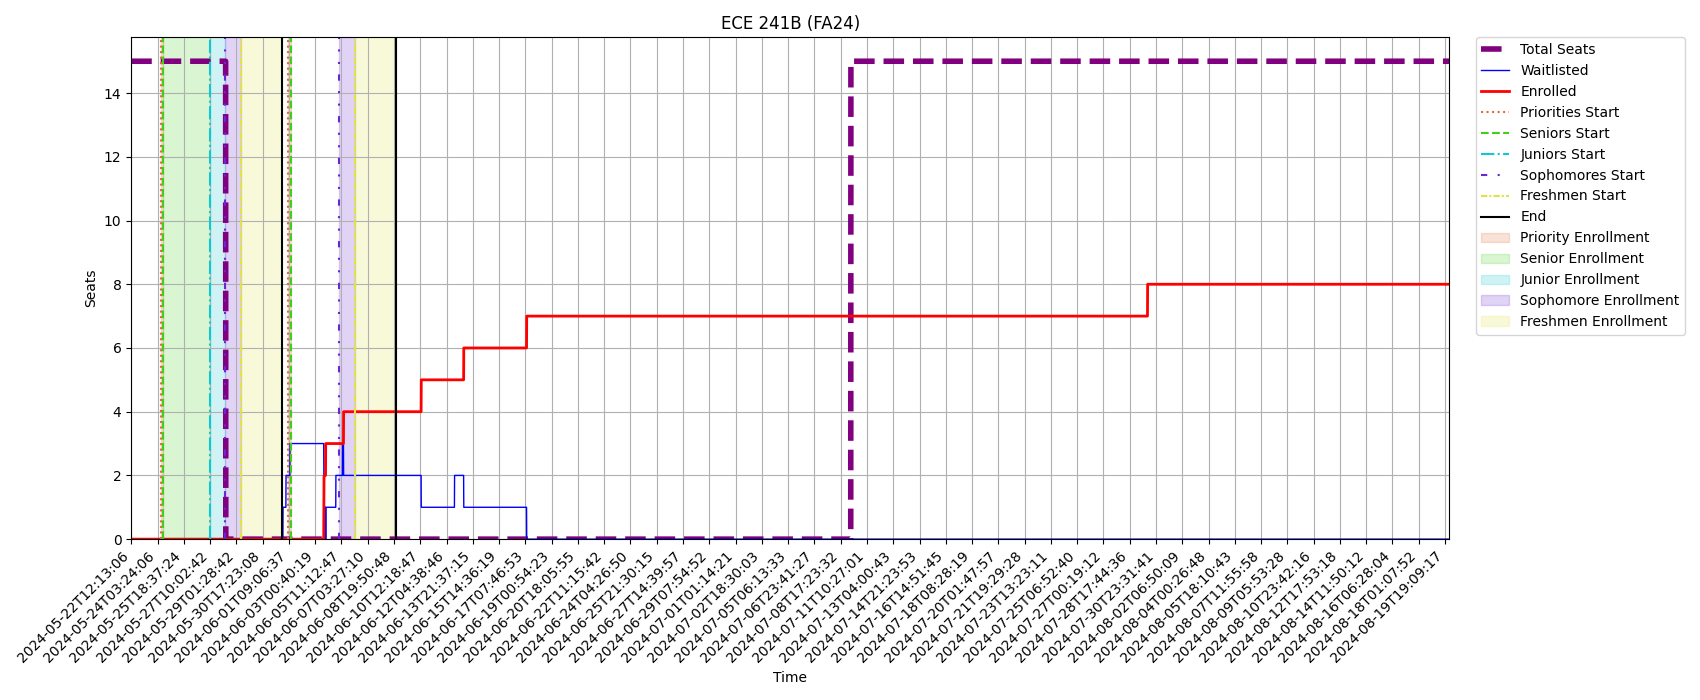 ECE 241B (FA24)
Seats
14
12
10
8
6
4
2
0
2024-05-22T12:13:06
2024-05-24T03:24:06
2024-05-25T18:37:24
2024-05-27T10:02:42
2024-05-29T01:28:42
2024-05-30T17:23:08
2024-06-01T09:06:37
2024-06-03T00:40:19
2024-06-05T11:12:47
2024-06-07T03:27:10
2024-06-08T19:50:48
2024-06-10T12:18:47
2024-06-12T04:38:46
2024-06-13T21:37:15
2024-06-15T14:36:19
2024-06-17T07:46:53
2024-06-19T00:54:23
2024-06-20T18:05:55
2024-06-22T11:15:42
2024-06-24T04:26:50
2024-06-25T21:30:15
2024-06-27T14:39:57
2024-06-29T07:54:52
2024-07-01T01:14:21
2024-07-02T18:30:03
2024-07-05T06:13:33
2024-07-06T23:41:27
2024-07-08T17:23:32
2024-07-11T10:27:01
2024-07-13T04:00:43
2024-07-14T21:23:53
2024-07-16T14:51:45
2024-07-18T08:28:19
2024-07-20T01:47:57
2024-07-21T19:29:28
2024-07-23T13:23:11
2024-07-25T06:52:40
2024-07-27T00:19:12
2024-07-28T17:44:36
2024-07-30T23:31:41
2024-08-02T06:50:09
2024-08-04T00:26:48
2024-08-05T18:10:43
2024-08-07T11:55:58
2024-08-09T05:53:28
2024-08-10T23:42:16
2024-08-12T17:53:18
2024-08-14T11:50:12
2024-08-16T06:28:04
2024-08-18T01:07:52
2024-08-19T19:09:17
Time
Total Seats
Waitlisted
Enrolled
Priorities Start
Seniors Start
Juniors Start
Sophomores Start
Freshmen Start
End
Priority Enrollment
Senior Enrollment
Junior Enrollment
Sophomore Enrollment
Freshmen Enrollment